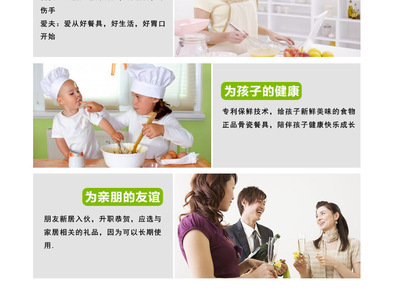 伤手
爱夫：爱从好餐具，好生活，好胃口
开始
为孩子的健康
专利保鲜技术，给孩子新鲜美味的食物
正品骨瓷餐具，陪伴孩子健康快乐成长
为亲朋的友谊
朋友新居入伙，升职恭贺，应选与
家居相关的礼品，因为可以长期使
用.